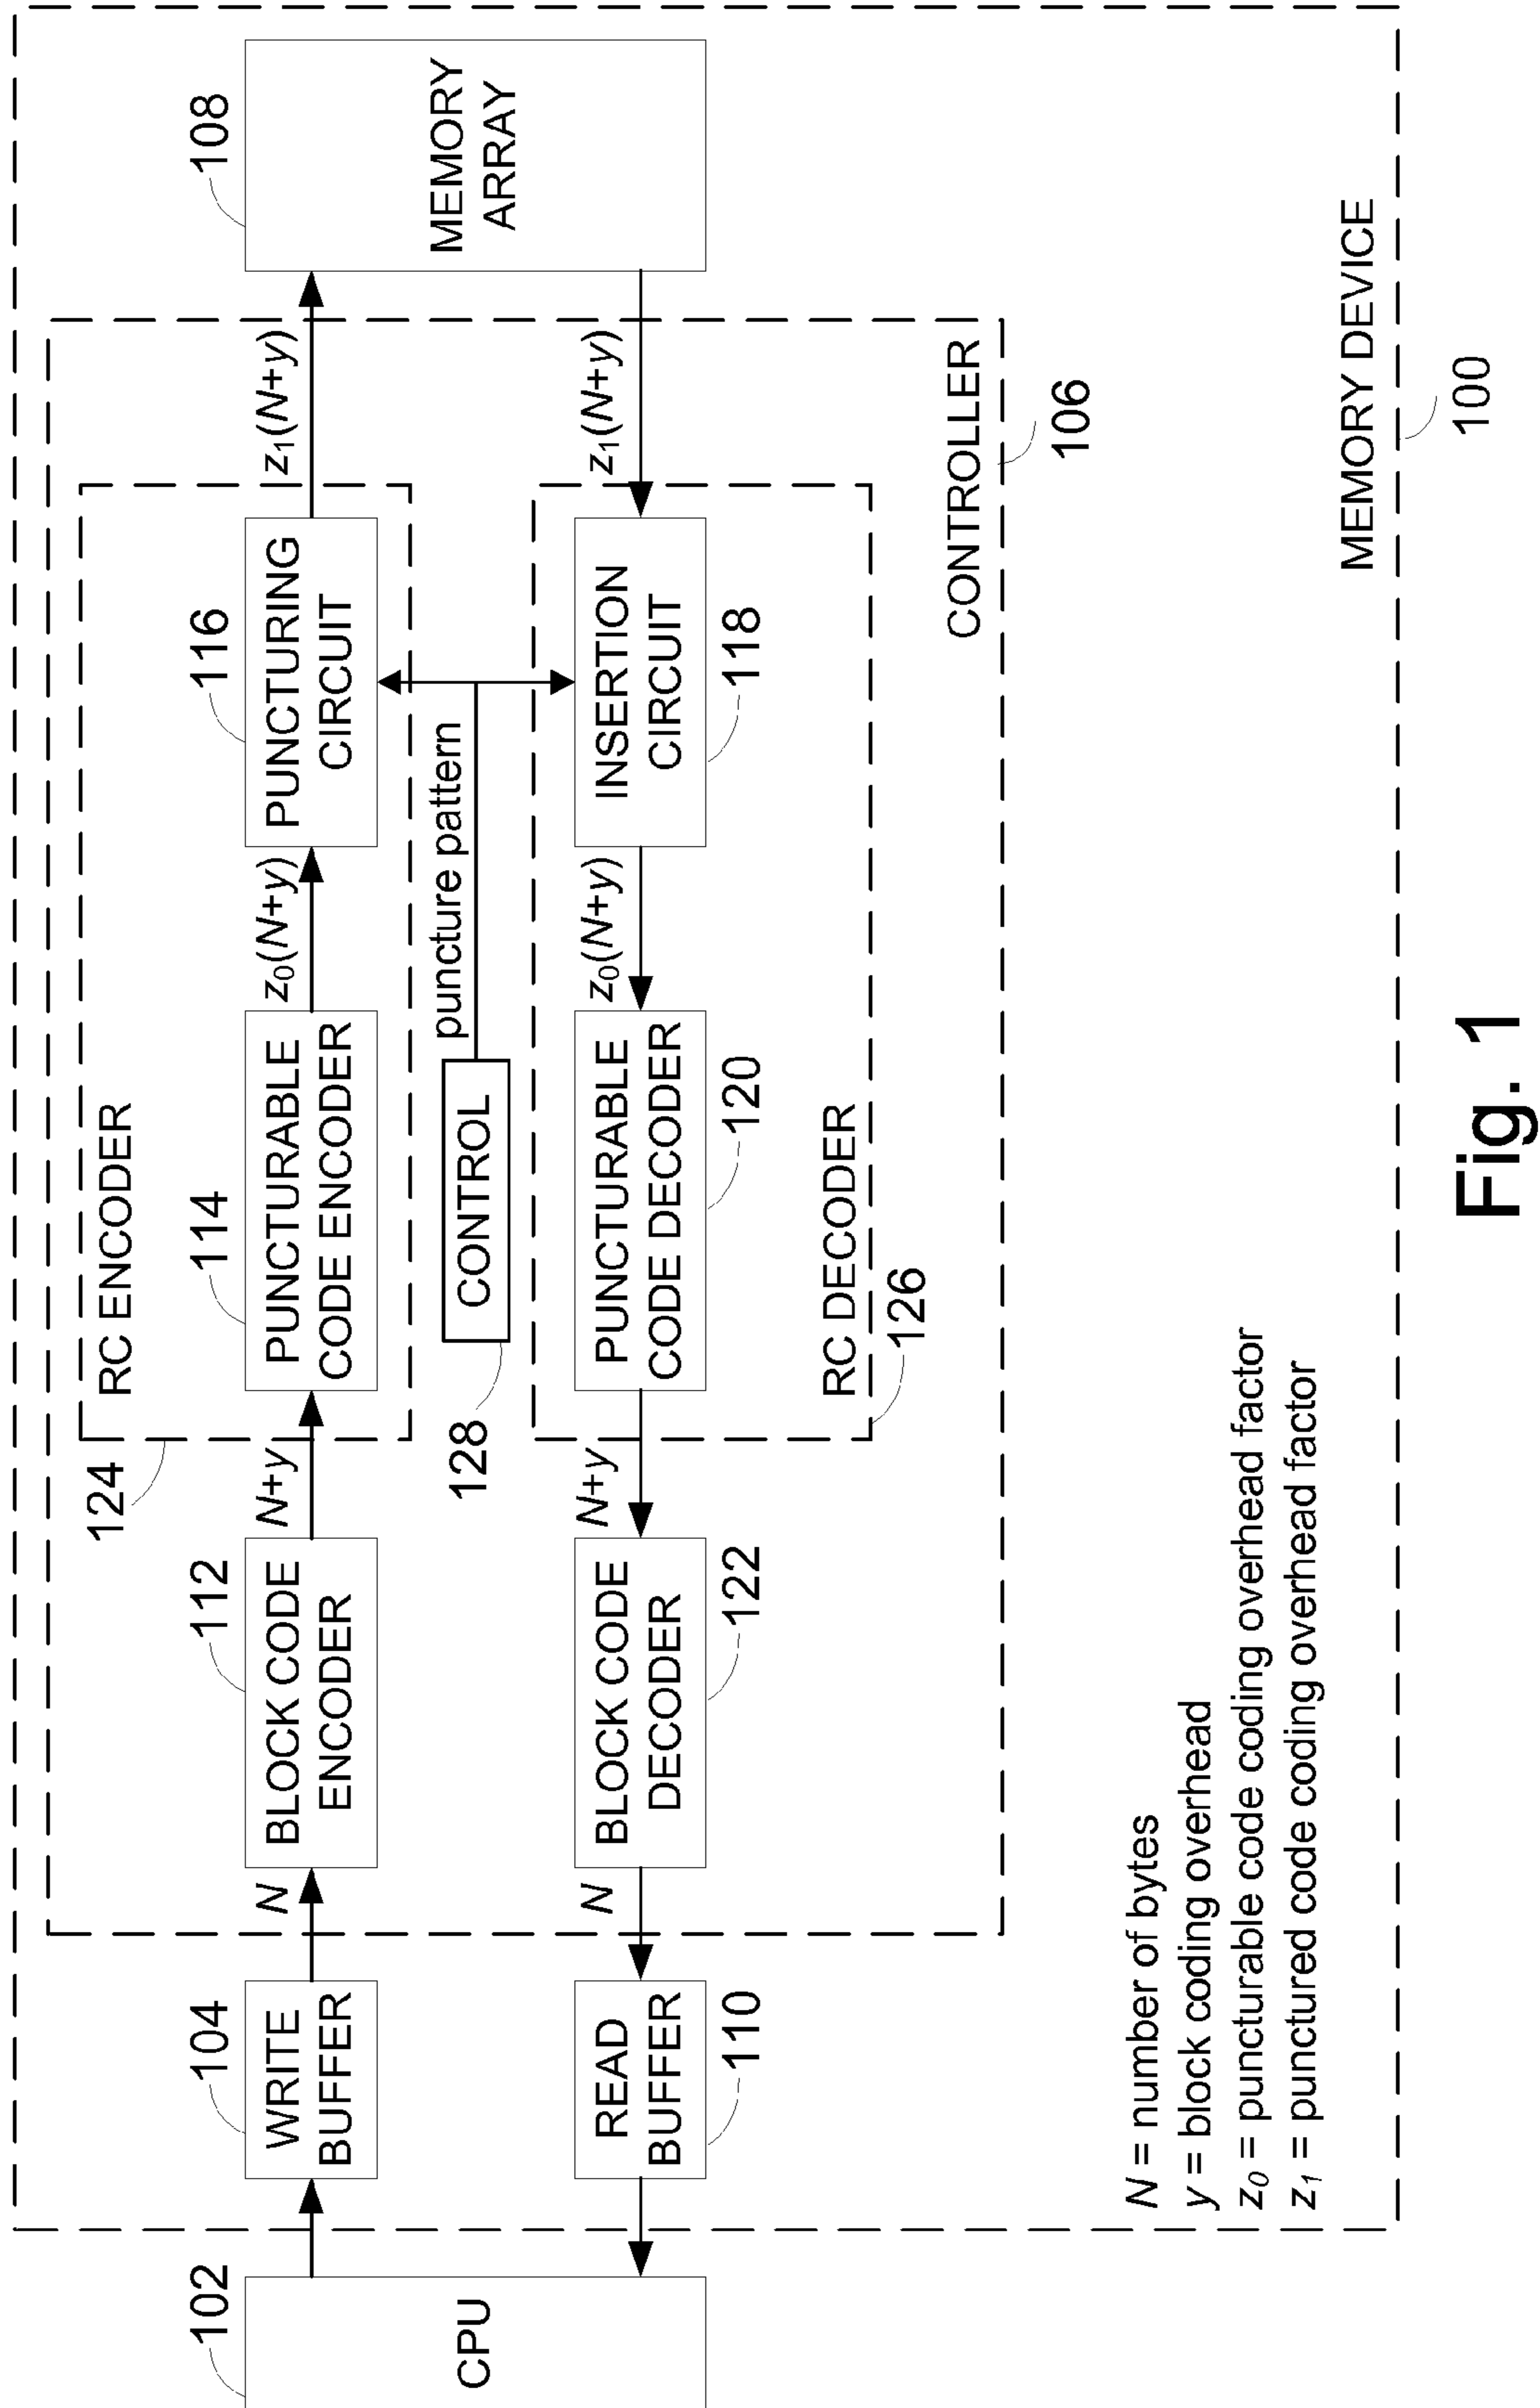 102
CPU
104
WRITE
BUFFER
N
112
BLOCK CODE
ENCODER
N+y
124
RC ENCODER
114
PUNCTURABLE
CODE ENCODER
z0(N+y)
116
PUNCTURING
CIRCUIT
z1(N+y)
108
MEMORY
ARRAY
128
CONTROL
puncture pattern
READ
BUFFER
110
N
BLOCK CODE
DECODER
122
N+y
PUNCTURABLE
CODE DECODER
120
z0(N+y)
INSERTION
CIRCUIT
118
z1(N+y)
RC DECODER
126
CONTROLLER
106
N = number of bytes
y = block coding overhead
z0 = puncturable code coding overhead factor
z1 = punctured code coding overhead factor
MEMORY DEVICE
100
Fig. 1